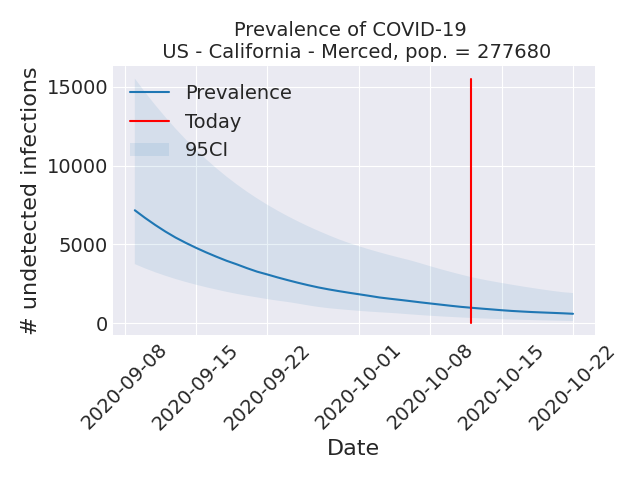 Prevalence of COVID-19
US - California - Merced, pop. = 277680
# undetected infections
15000
10000
5000
0
Prevalence
Today
95CI
2020-09-08
2020-09-15
2020-09-22
2020-10-01
2020-10-08
2020-10-15
2020-10-22
Date